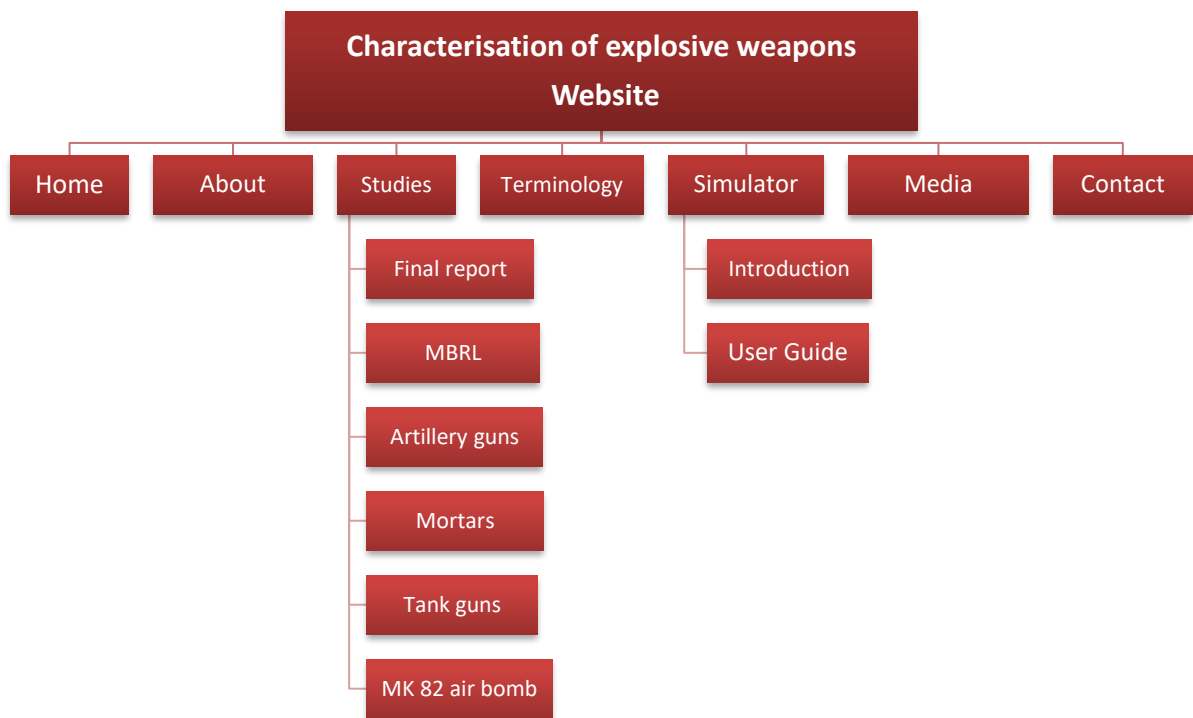 Characterisation of explosive weapons
Website
Home
About
Studies
Terminology
Simulator
Media
Contact
Final report
MBRL
Artillery guns
Mortars
Tank guns
MK 82 air bomb
Introduction
User Guide